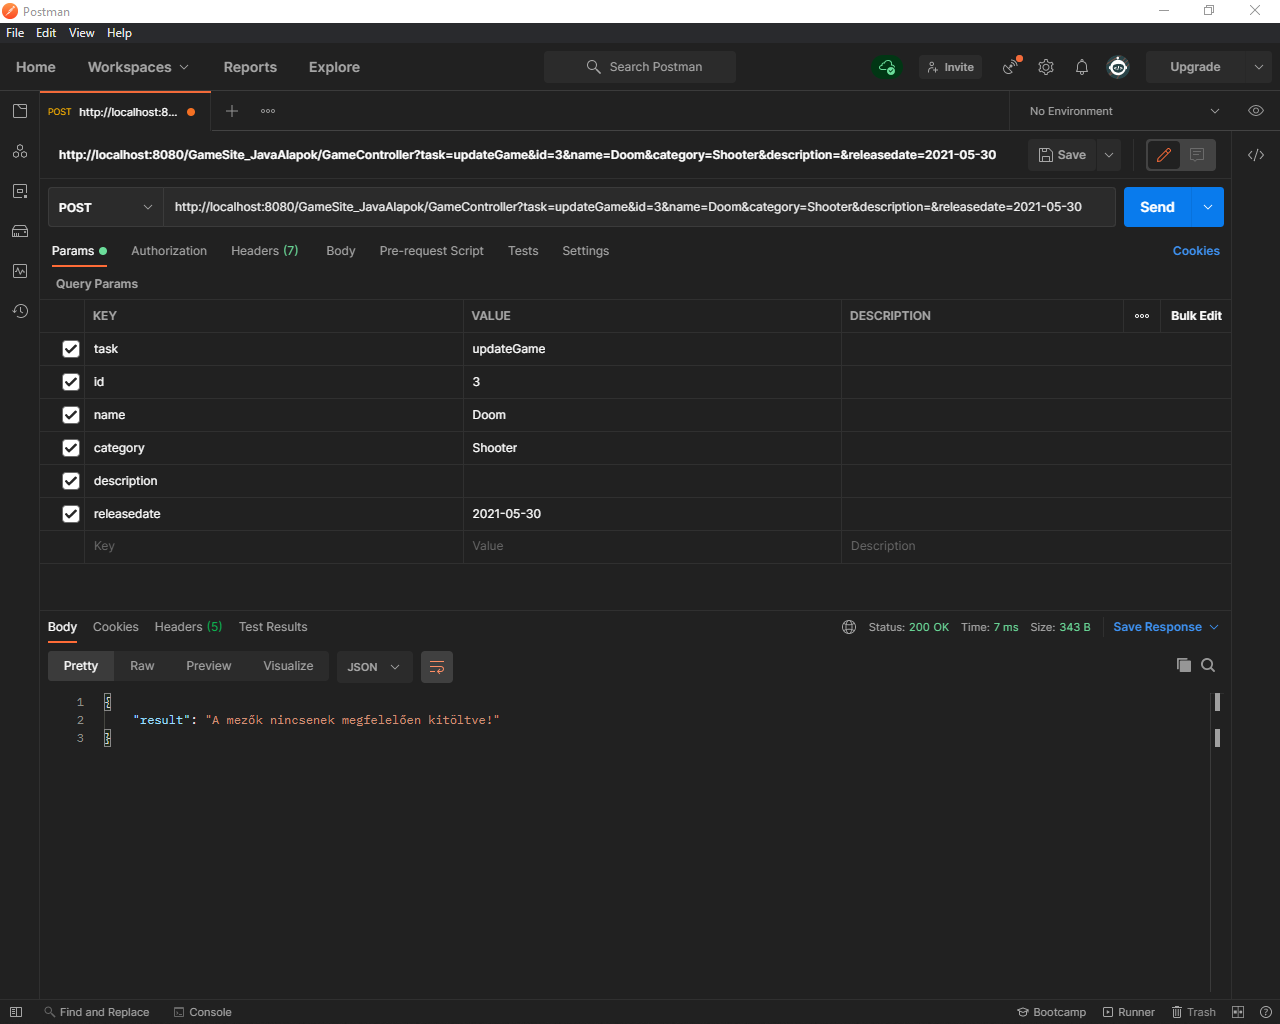 Postman
File Edit View Help
Home Workspaces Reports Explore Search Postman Invite Upgrade
POST http://localhost:8... No Environment
http://localhost:8080/GameSite_JavaAlapok/GameController?task=updateGame&id=3&name=Doom&category=Shooter&description=&releasedate=2021-05-30 Save
POST http://localhost:8080/GameSite_JavaAlapok/GameController?task=updateGame&id=3&name=Doom&category=Shooter&description=&releasedate=2021-05-30 Send
Params Authorization Headers (7) Body Pre-request Script Tests Settings Cookies
Query Params
KEY VALUE DESCRIPTION Bulk Edit
task updateGame
id 3
name Doom
category Shooter
description
releasedate 2021-05-30
Key Value Description
Body Cookies Headers (5) Test Results Status: 200 OK Time: 7 ms Size: 343 B Save Response
Pretty Raw Preview Visualize JSON
1 {
2 "result": "A mezők nincsenek megfelelően kitöltve!"
3 }
Find and Replace Console Bootcamp Runner Trash